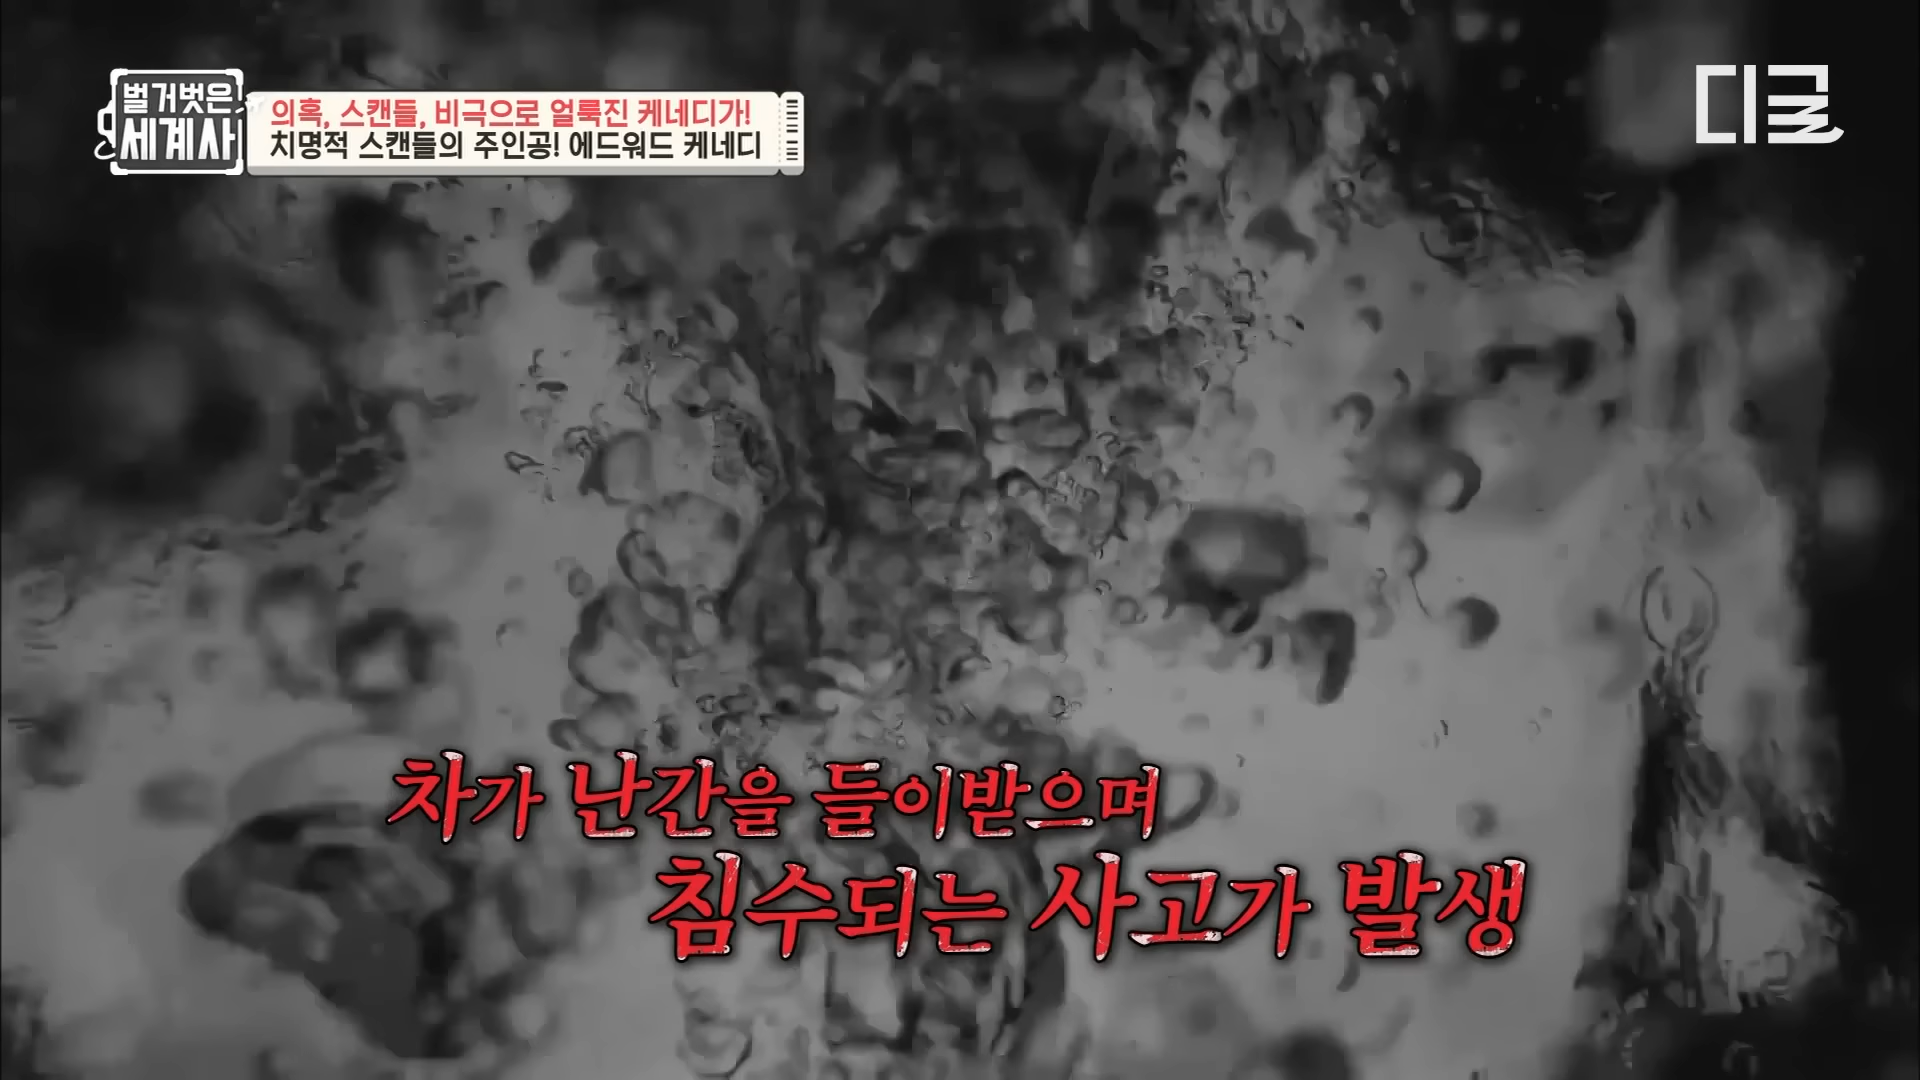 벌거벗은
세계사
의혹, 스캔들, 비극으로 얼룩진 케네디가!
치명적 스캔들의 주인공! 에드워드 케네디
디글
차가 난간을 들이받으며
침수되는 사고가 발생